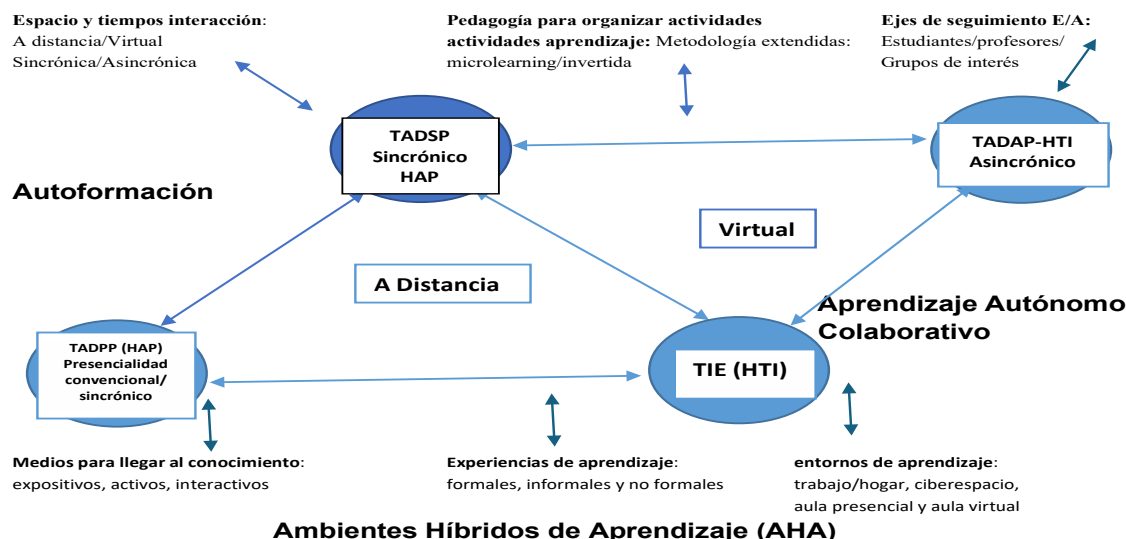 Espacio y tiempos interacción:
A distancia/Virtual
Sincrónica/Asincrónica
Pedagogía para organizar actividades
actividades aprendizaje: Metodología extendidas:
microlearning/invertida
Ejes de seguimiento E/A:
Estudiantes/profesores/
Grupos de interés
TADSP
Sincrónico
HAP
TADAP-HTI
Asincrónico
Autoformación
Virtual
A Distancia
Aprendizaje Autónomo
Colaborativo
TADPP (HAP)
Presencialidad
convencional/
sincrónico
TIE (HTI)
Medios para llegar al conocimiento:
expositivos, activos, interactivos
Experiencias de aprendizaje:
formales, informales y no formales
entornos de aprendizaje:
trabajo/hogar, ciberespacio,
aula presencial y aula virtual
Ambientes Híbridos de Aprendizaje (AHA)